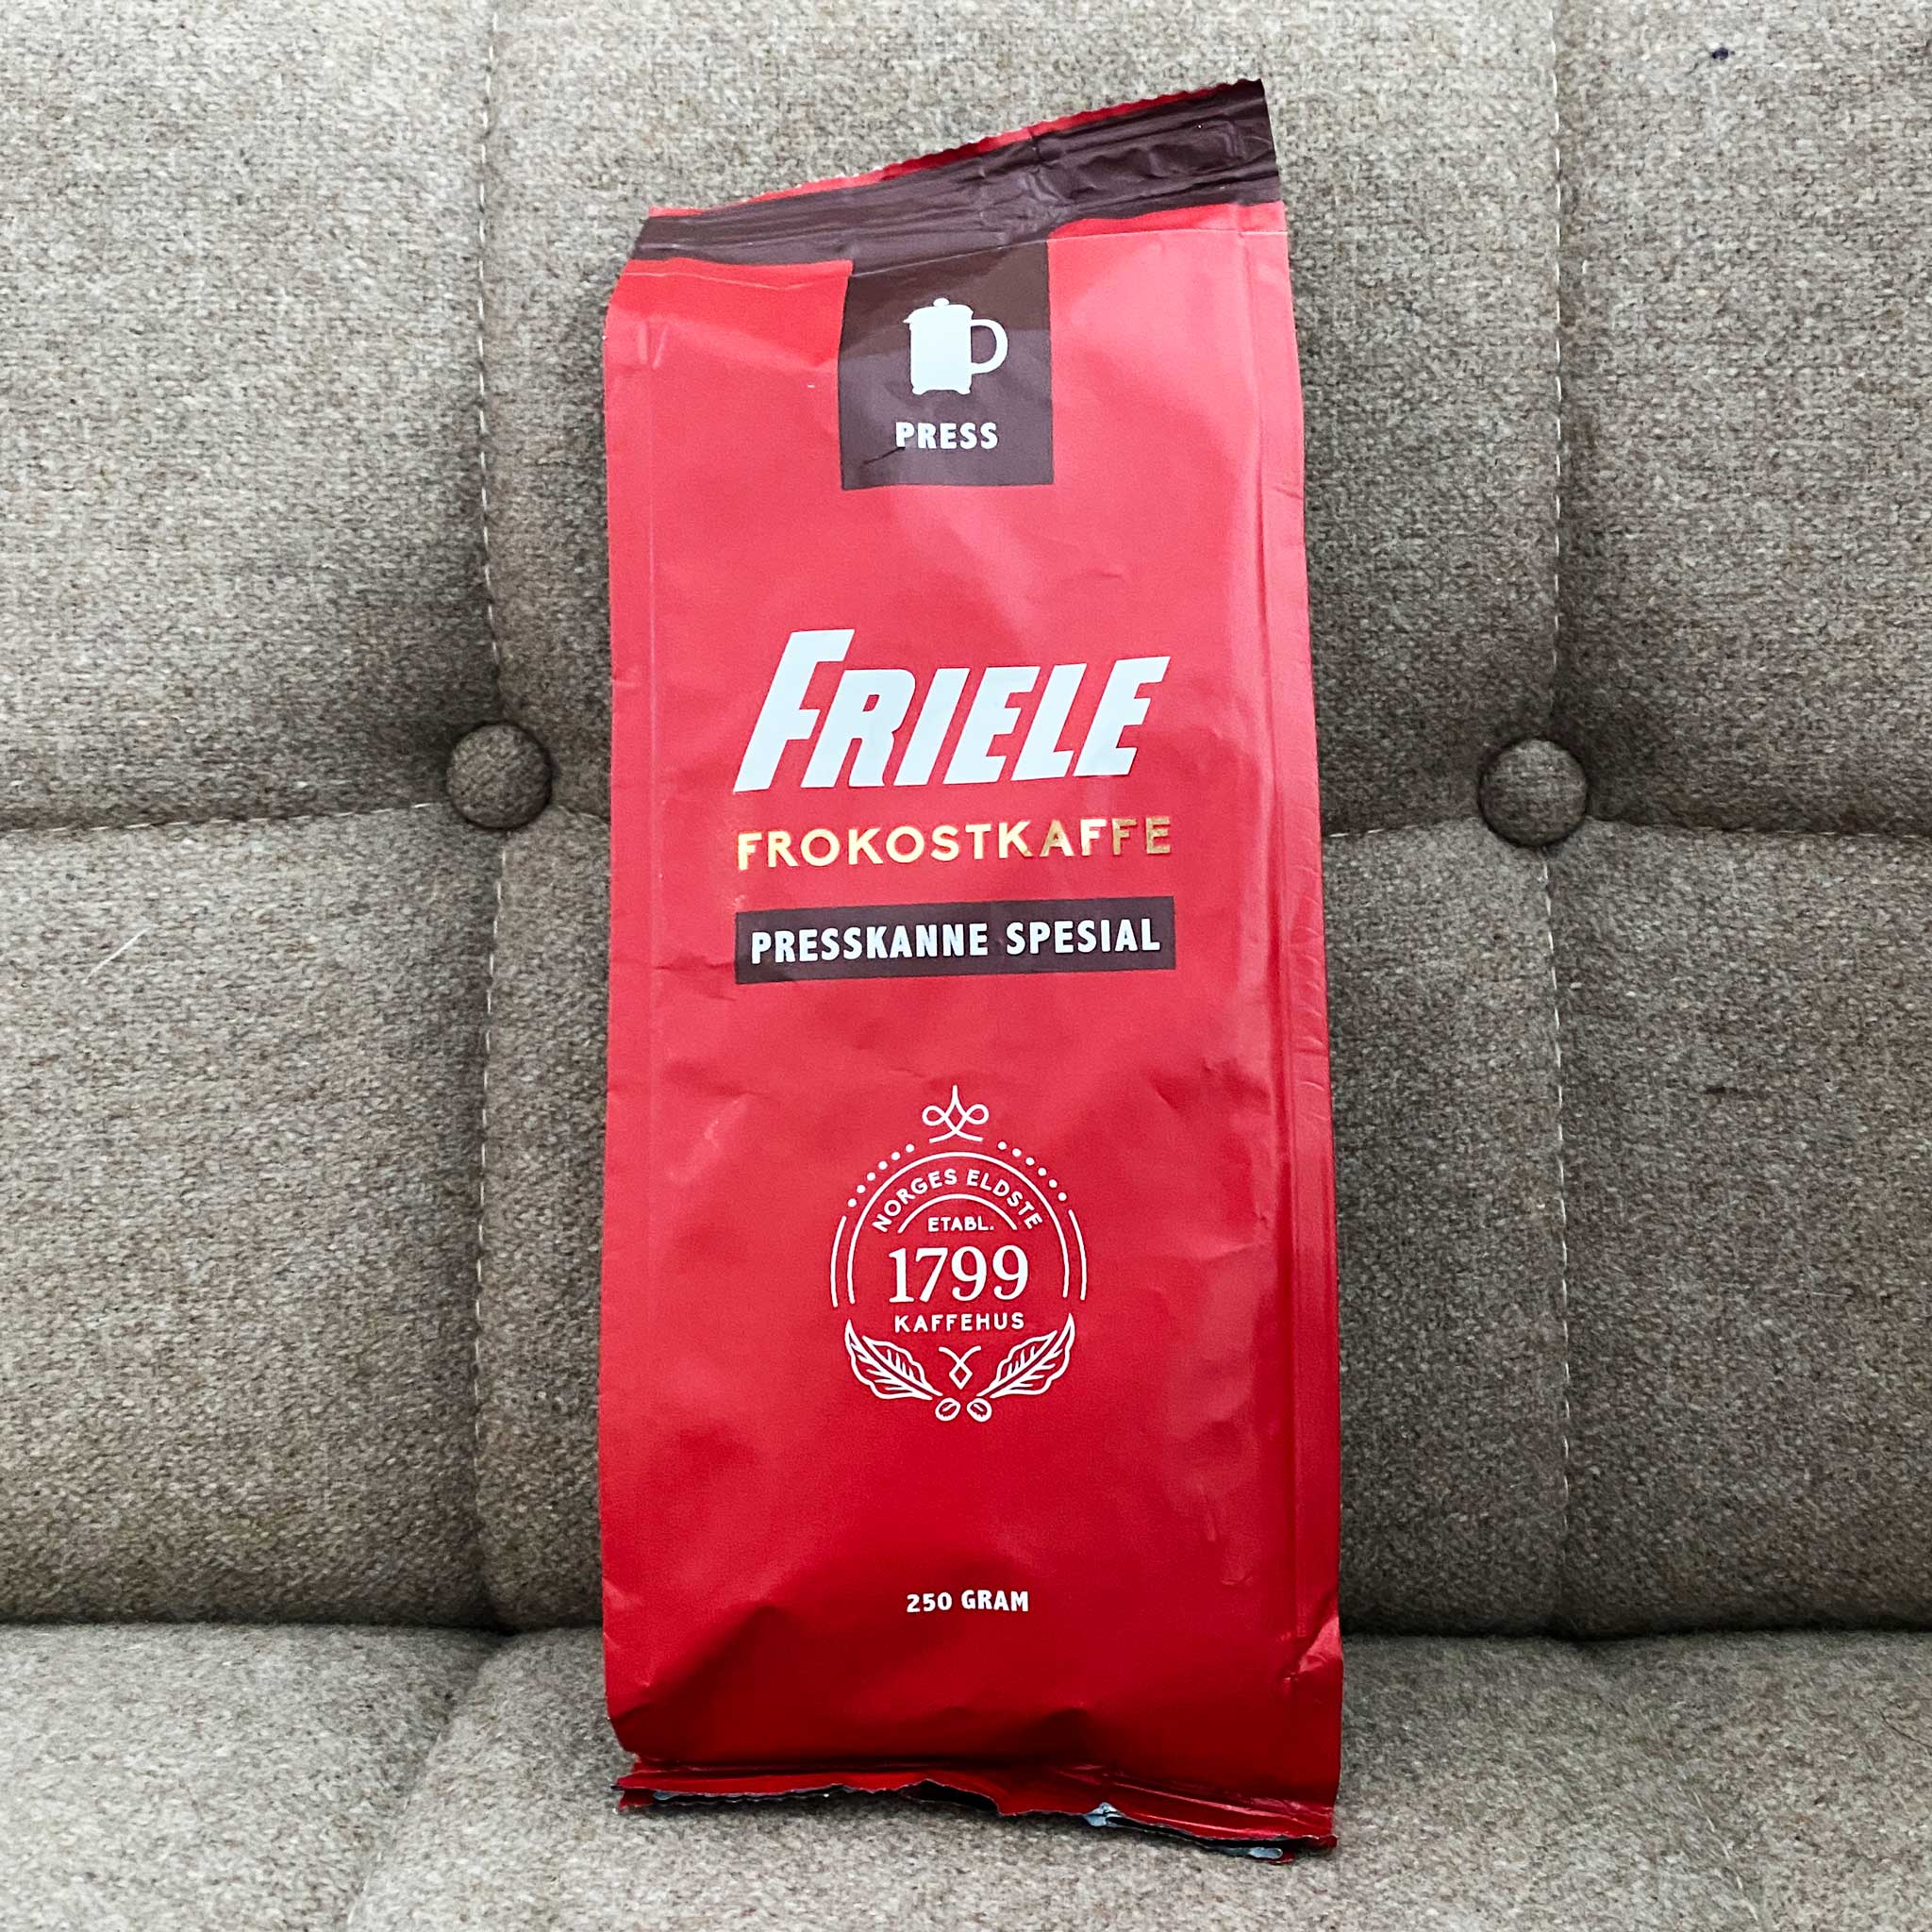 PRESS
FRIELE
FROKOSTKAFFE
PRESSKANNE SPESIAL
NORGES ELDSTE
ETABL.
1799
KAFFEHUS
250 GRAM